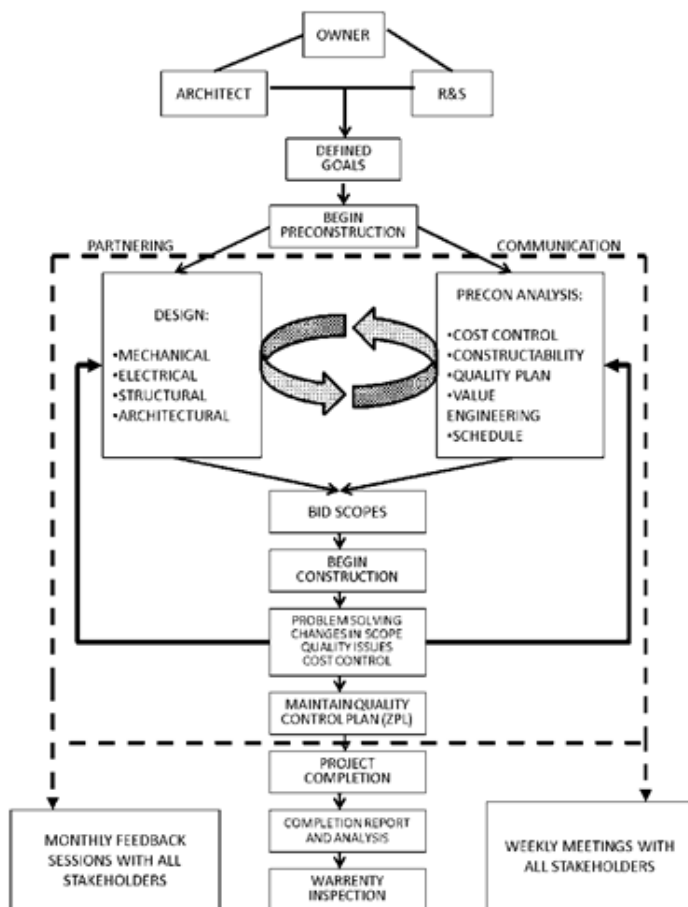 OWNER
ARCHITECT
R&S
DEFINED
GOALS
BEGIN
PRECONSTRUCTION
PARTNERING
COMMUNICATION
DESIGN:
•MECHANICAL
•ELECTRICAL
•STRUCTURAL
•ARCHITECTURAL
PRECON ANALYSIS:
•COST CONTROL
•CONSTRUCTABILITY
•QUALITY PLAN
•VALUE
ENGINEERING
•SCHEDULE
BID SCOPES
BEGIN
CONSTRUCTION
PROBLEM SOLVING
CHANGES IN SCOPE
QUALITY ISSUES
COST CONTROL
MAINTAIN QUALITY
CONTROL PLAN (ZPL)
PROJECT
COMPLETION
MONTHLY FEEDBACK
SESSIONS WITH ALL
STAKEHOLDERS
COMPLETION REPORT
AND ANALYSIS
WEEKLY MEETINGS WITH
ALL STAKEHOLDERS
WARRENTY
INSPECTION